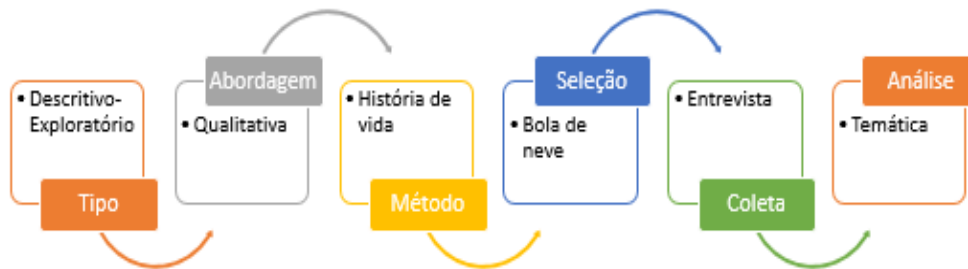 • Descritivo-
Exploratório
Tipo
Abordagem
• Qualitativa
• História de
vida
Método
Seleção
• Bola de
neve
• Entrevista
Coleta
Análise
• Temática